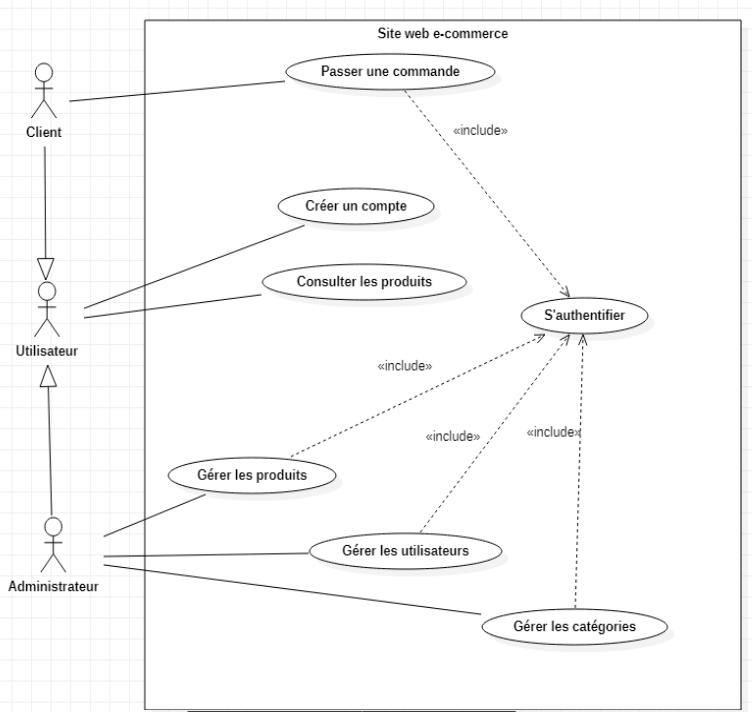 Site web e-commerce
Passer une commande
Client
«include»
Créer un compte
Consulter les produits
S'authentifier
Utilisateur
«include»
«include»
«include»
Gérer les produits
Gérer les utilisateurs
Administrateur
Gérer les catégories